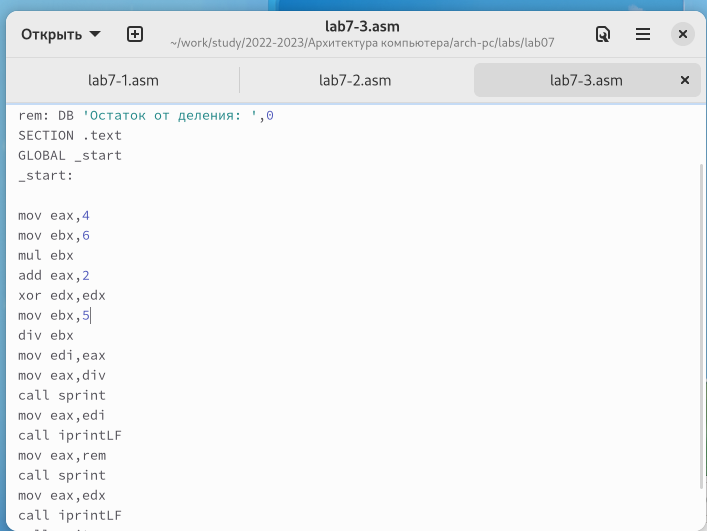 Открыть
lab7-3.asm
~/work/study/2022-2023/Архитектура компьютера/arch-pc/labs/lab07
lab7-1.asm
lab7-2.asm
lab7-3.asm
rem: DB 'Остаток от деления: ',0
SECTION .text
GLOBAL _start
_start:
mov eax,4
mov ebx,6
mul ebx
add eax,2
xor edx,edx
mov ebx,5
div ebx
mov edi,eax
mov eax,div
call sprint
mov eax,edi
call iprintLF
mov eax,rem
call sprint
mov eax,edx
call iprintLF